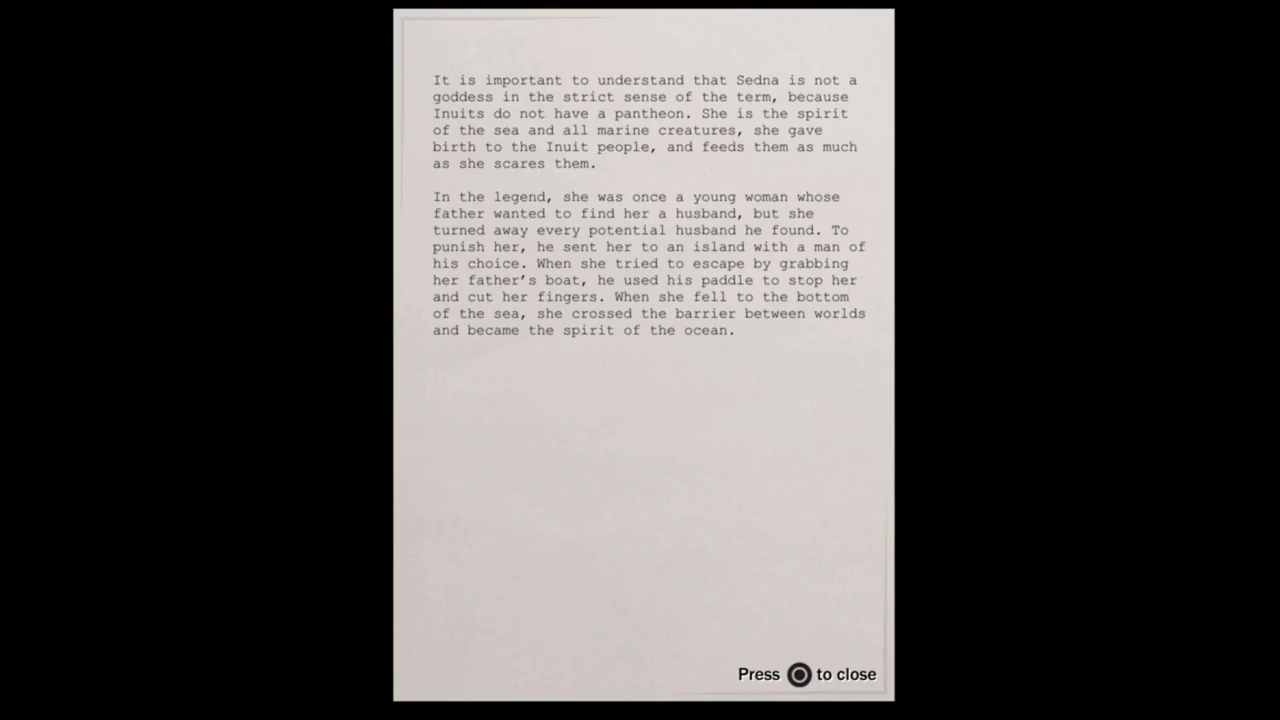 It is important to understand that Sedna is not a
goddess in the strict sense of the term, because
Inuits do not have a pantheon. She is the spirit
of the sea and all marine creatures, she gave
birth to the Inuit people, and feeds them as much
as she scares them.
In the legend, she was once a young woman whose
father wanted to find her a husband, but she
turned away every potential husband he found. To
punish her, he sent her to an island with a man of
his choice. When she tried to escape by grabbing
her father's boat, he used his paddle to stop her
and cut her fingers. When she fell to the bottom
of the sea, she crossed the barrier between worlds
and became the spirit of the ocean.
Press to close